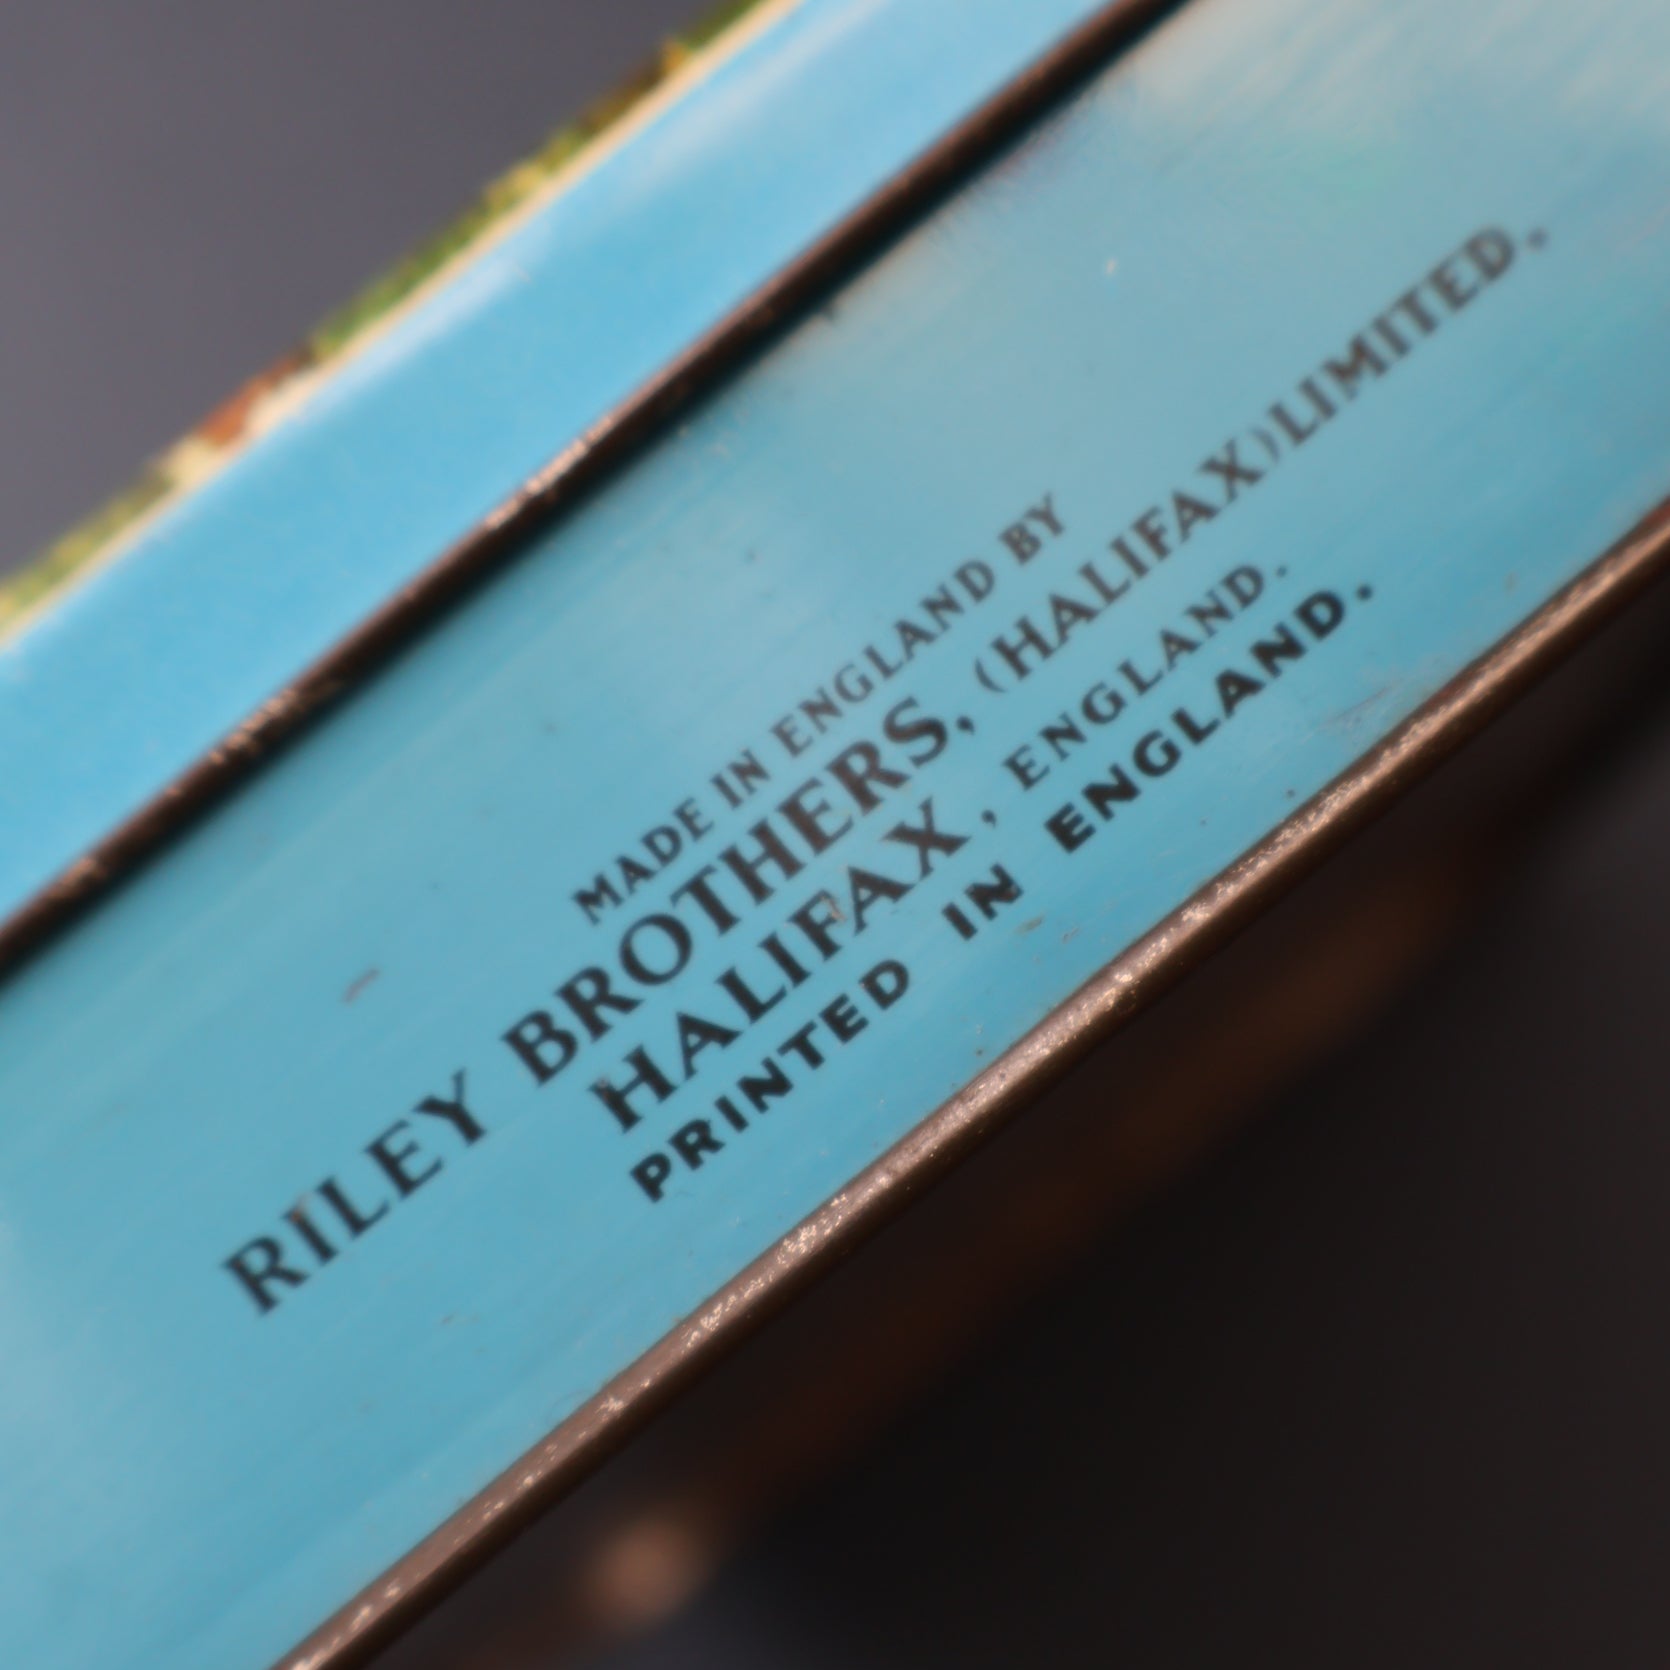 MADE IN ENGLAND BY
RILEY BROTHERS, (HALIFAX) LIMITED.
HALIFAX, ENGLAND.
PRINTED IN ENGLAND.